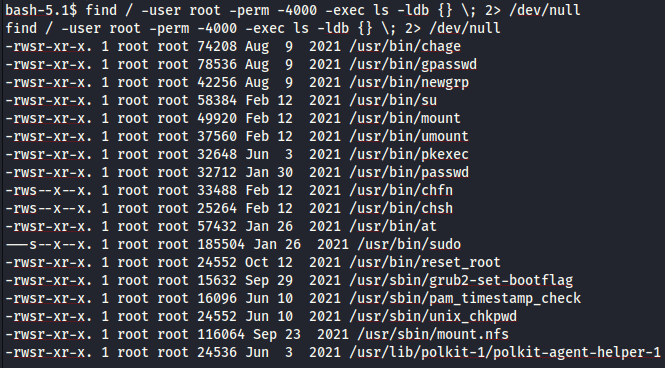 bash-5.1$ find / -user root -perm -4000 -exec ls -ldb {} \; 2> /dev/null
find / -user root -perm -4000 -exec ls -ldb {} \; 2> /dev/null
-rwsr-xr-x. 1 root root 74208 Aug  9  2021 /usr/bin/chage
-rwsr-xr-x. 1 root root 78536 Aug  9  2021 /usr/bin/gpasswd
-rwsr-xr-x. 1 root root 42256 Aug  9  2021 /usr/bin/newgrp
-rwsr-xr-x. 1 root root 58384 Feb 12  2021 /usr/bin/su
-rwsr-xr-x. 1 root root 49920 Feb 12  2021 /usr/bin/mount
-rwsr-xr-x. 1 root root 37560 Feb 12  2021 /usr/bin/umount
-rwsr-xr-x. 1 root root 32648 Jun  3  2021 /usr/bin/pkexec
-rwsr-xr-x. 1 root root 32712 Jan 30  2021 /usr/bin/passwd
-rws--x--x. 1 root root 33488 Feb 12  2021 /usr/bin/chfn
-rws--x--x. 1 root root 25264 Feb 12  2021 /usr/bin/chsh
-rwsr-xr-x. 1 root root 57432 Jan 26  2021 /usr/bin/at
---s--x--x. 1 root root 185504 Jan 26  2021 /usr/bin/sudo
-rwsr-xr-x. 1 root root 24552 Oct 12  2021 /usr/bin/reset_root
-rwsr-xr-x. 1 root root 15632 Sep 29  2021 /usr/sbin/grub2-set-bootflag
-rwsr-xr-x. 1 root root 16096 Jun 10  2021 /usr/sbin/pam_timestamp_check
-rwsr-xr-x. 1 root root 24552 Jun 10  2021 /usr/sbin/unix_chkpwd
-rwsr-xr-x. 1 root root 116064 Sep 23  2021 /usr/sbin/mount.nfs
-rwsr-xr-x. 1 root root 24536 Jun  3  2021 /usr/lib/polkit-1/polkit-agent-helper-1